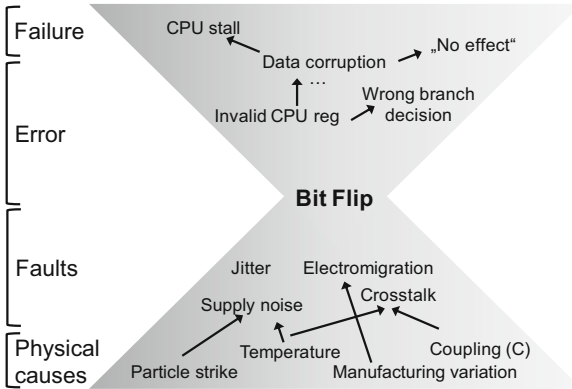 Failure
CPU stall
Data corruption
„No effect“
...
Error
Invalid CPU reg
Wrong branch
decision
Bit Flip
Faults
Jitter
Electromigration
Supply noise
Crosstalk
Physical
causes
Particle strike
Temperature
Coupling (C)
Manufacturing variation